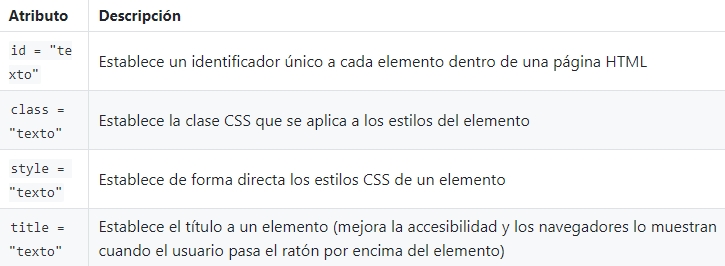 Atributo Descripción
id = "te
xto"
Establece un identificador único a cada elemento dentro de una página HTML
class =
"texto"
Establece la clase CSS que se aplica a los estilos del elemento
style =
"texto"
Establece de forma directa los estilos CSS de un elemento
title =
"texto"
Establece el título a un elemento (mejora la accesibilidad y los navegadores lo muestran
cuando el usuario pasa el ratón por encima del elemento)